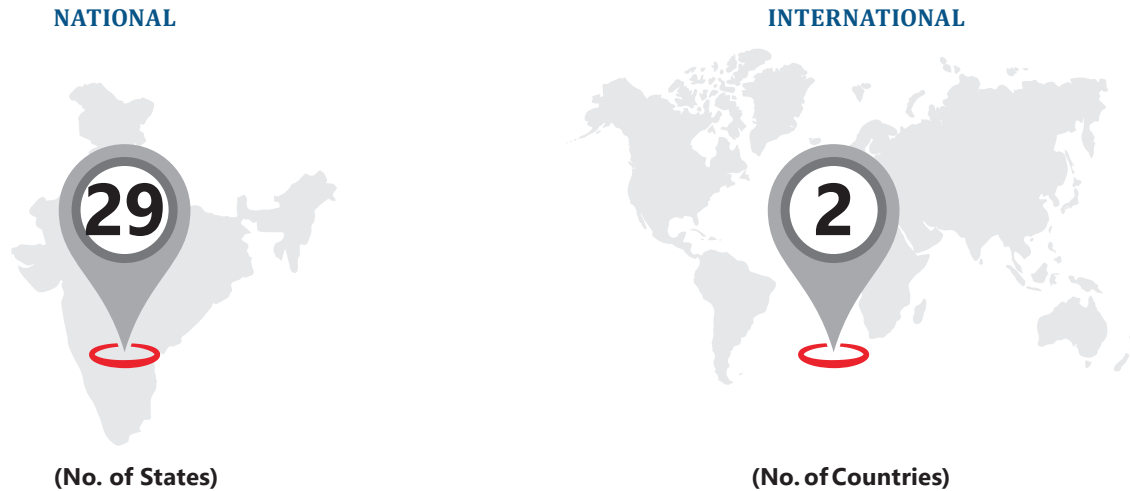 NATIONAL
INTERNATIONAL
29
2
(No. of States)
(No. of Countries)